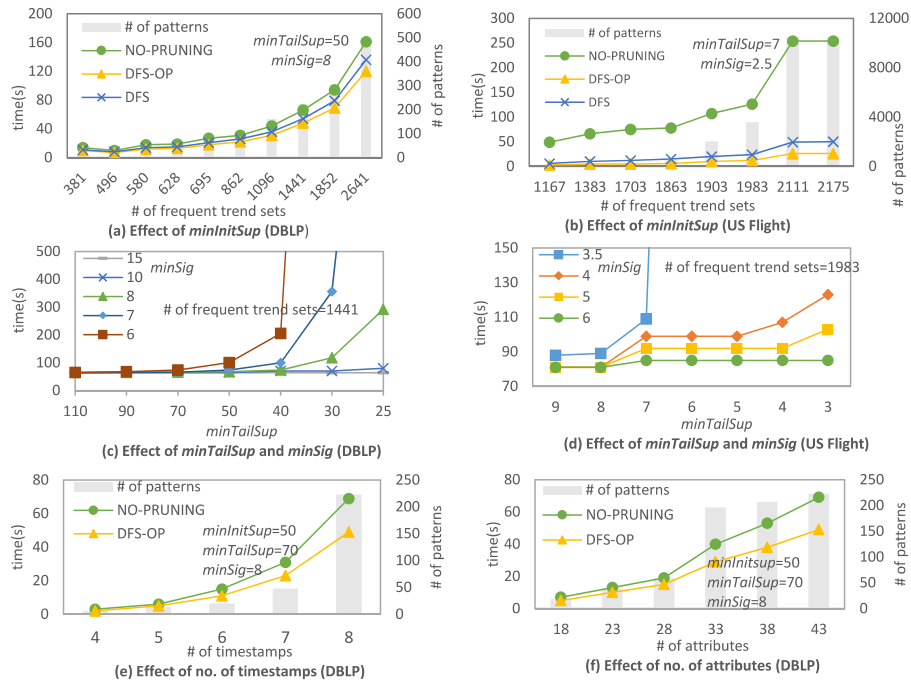 200
160
120
80
40
0
time(s)
# of patterns
NO-PRUNING
DFS-OP
DFS
minTailSup=50
minSig=8
600
500
400
300
200
100
0
# of patterns
381 496 580 628 695 862 1096 1441 1852 2641
# of frequent trend sets
(a) Effect of minInitSup (DBLP)
300
250
200
150
100
50
0
time(s)
# of patterns
NO-PRUNING
DFS-OP
DFS
minTailSup=7
minSig=2.5
12000
10000
4000
2000
0
# of patterns
1167 1383 1703 1863 1903 1983 2111 2175
# of frequent trend sets
(b) Effect of minInitSup (US Flight)
500
400
300
200
100
0
time(s)
15
10
8
7
6
minSig
# of frequent trend sets=1441
110 90 70 50 40 30 25
minTailSup
(c) Effect of minTailSup and minSig (DBLP)
150
130
110
90
70
time(s)
3.5
4
5
6
minSig
# of frequent trend sets=1983
9 8 7 6 5 4 3
minTailSup
(d) Effect of minTailSup and minSig (US Flight)
80
60
40
20
0
time(s)
# of patterns
NO-PRUNING
DFS-OP
minInitSup=50
minTailSup=70
minSig=8
250
200
150
100
50
0
# of patterns
4 5 6 7 8
# of timestamps
(e) Effect of no. of timestamps (DBLP)
80
60
40
20
0
time(s)
# of patterns
NO-PRUNING
DFS-OP
minInitsup=50
minTailSup=70
minSig=8
250
200
150
100
50
0
# of patterns
18 23 28 33 38 43
# of attributes
(f) Effect of no. of attributes (DBLP)